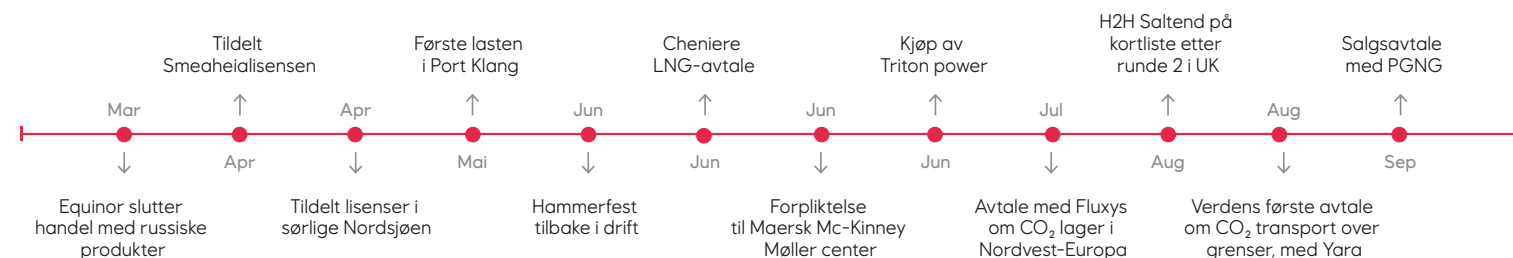 Mar
Equinor slutter
handel med russiske
produkter
Tildelt
Smeaheialisensen
Apr
Apr
Tildelt lisenser i
sørlige Nordsjøen
Første lasten
i Port Klang
Mai
Jun
Hammerfest
tilbake i drift
Cheniere
LNG-avtale
Jun
Jun
Forpliktelse
til Maersk Mc-Kinney
Møller center
Kjøp av
Triton power
Jun
Jul
Avtale med Fluxys
om CO₂ lager i
Nordvest-Europa
H2H Saltend på
kortliste etter
runde 2 i UK
Aug
Aug
Verdens første avtale
om CO₂ transport over
grenser, med Yara
Salgsavtale
med PGNG
Sep